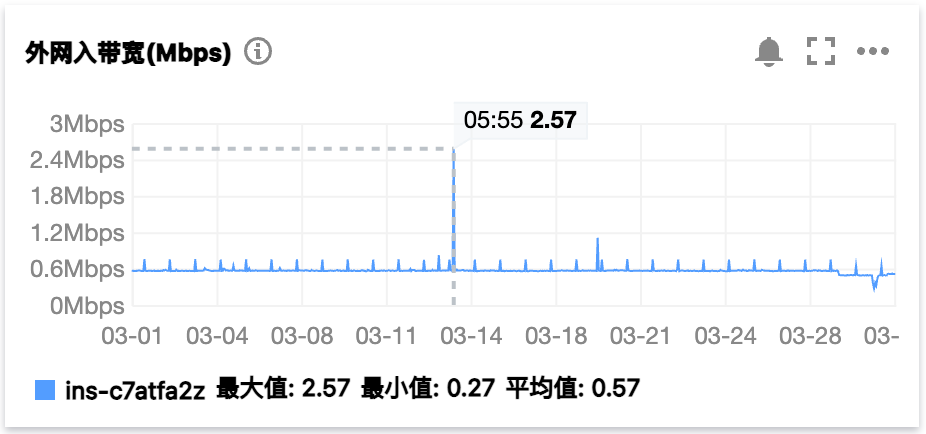 外网入带宽(Mbps)
05:55 2.57
3Mbps
2.4Mbps
1.8Mbps
1.2Mbps
0.6Mbps
0Mbps
03-01 03-04 03-08 03-11 03-14 03-18 03-21 03-24 03-28 03-
ins-c7atfa2z 最大值: 2.57 最小值: 0.27 平均值: 0.57